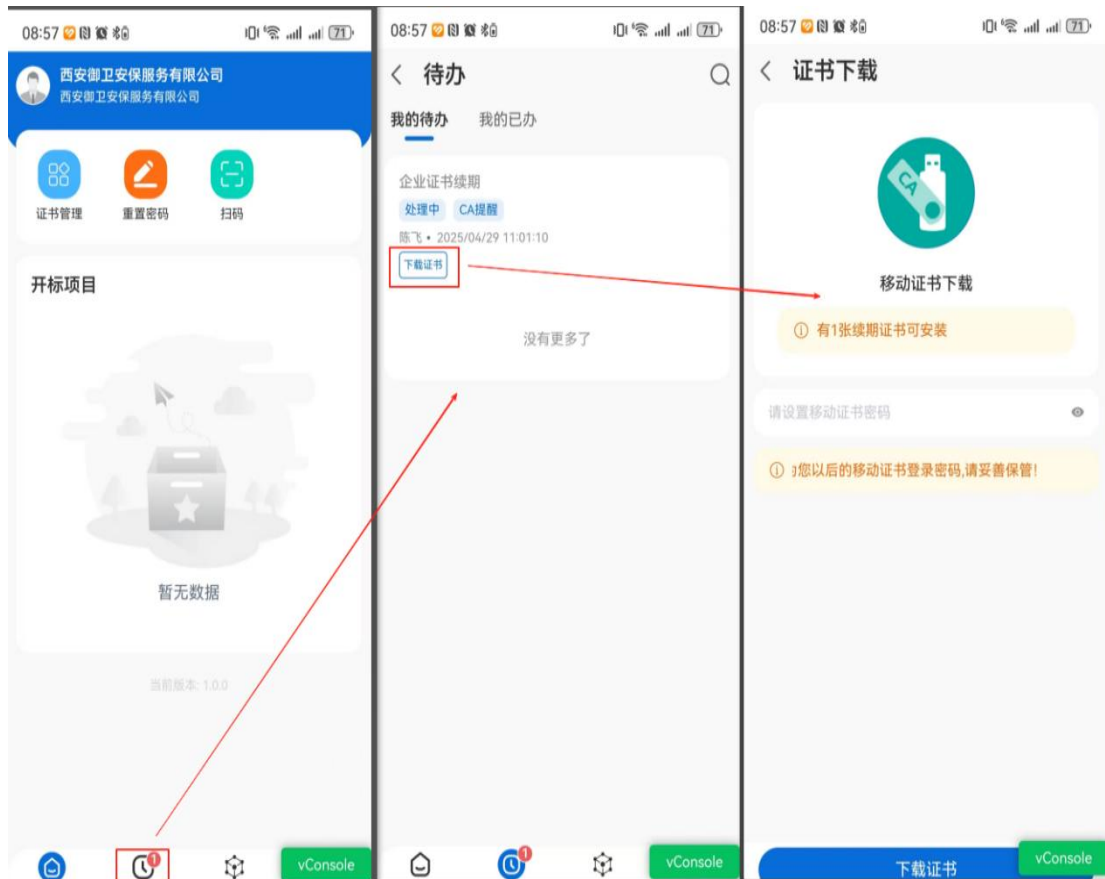 08:57
71
西安御卫安保服务有限公司
西安御卫安保服务有限公司
证书管理
重置密码
扫码
开标项目
暂无数据
当前版本: 1.0.0
1
vConsole
08:57
71
待办
我的待办
我的已办
企业证书续期
处理中
CA提醒
陈飞 • 2025/04/29 11:01:10
下载证书
没有更多了
1
vConsole
08:57
71
证书下载
CA
移动证书下载
有1张续期证书可安装
请设置移动证书密码
您以后的移动证书登录密码,请妥善保管!
下载证书
vConsole